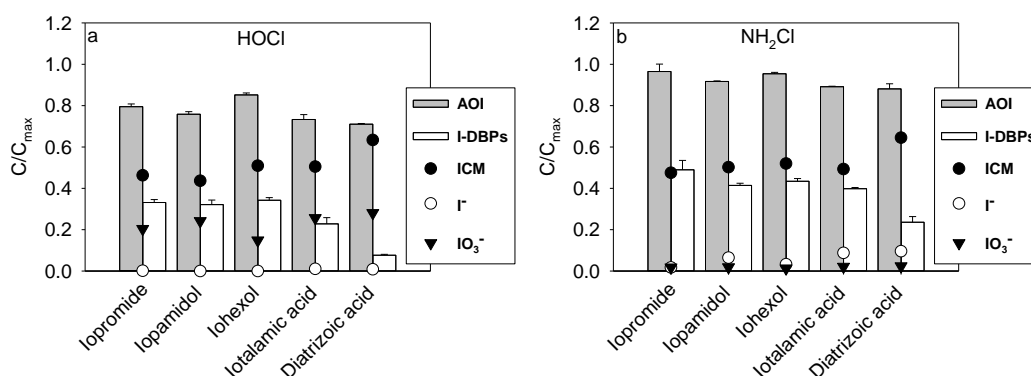 a
HOCl
C/Cmax
1.2
1.0
0.8
0.6
0.4
0.2
0.0
AOI
I-DBPs
ICM
I-
IO3-
Iopromide
Iopamidol
Iohexol
Iotalamic acid
Diatrizoic acid
b
NH2Cl
C/Cmax
1.2
1.0
0.8
0.6
0.4
0.2
0.0
AOI
I-DBPs
ICM
I-
IO3-
Iopromide
Iopamidol
Iohexol
Iotalamic acid
Diatrizoic acid